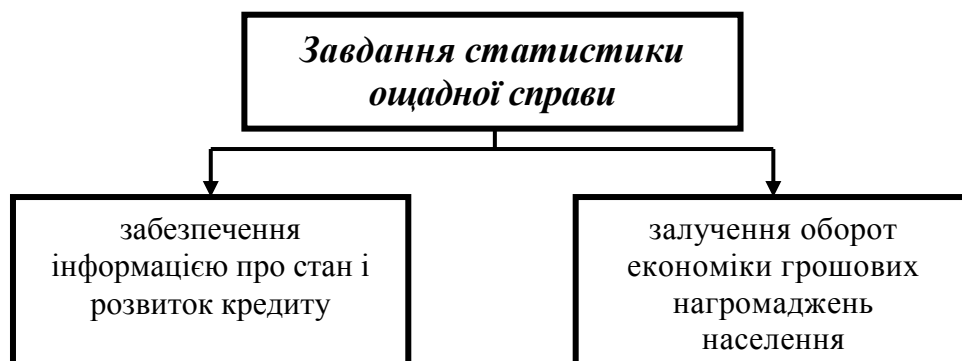 Завдання статистики
ощадної справи
забезпечення
інформацією про стан і
розвиток кредиту
залучення оборот
економіки грошових
нагромаджень
населення